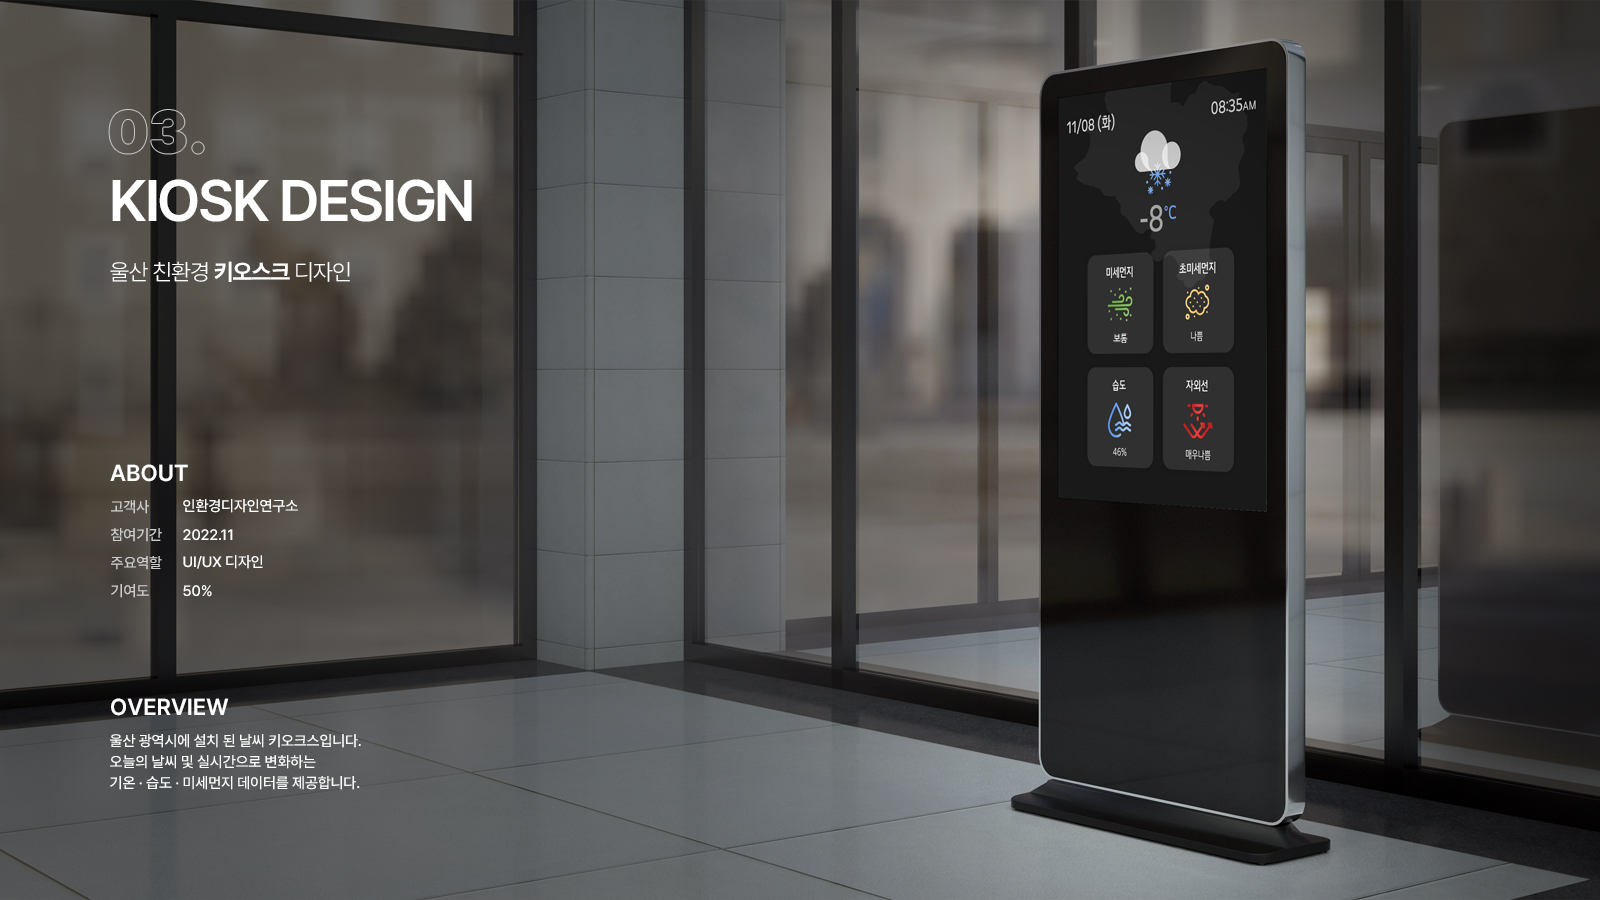 03.
KIOSK DESIGN
울산 친환경 키오스크 디자인
ABOUT
고객사 인환경디자인연구소
참여기간 2022.11
주요역할 UI/UX 디자인
기여도 50%
OVERVIEW
울산 광역시에 설치 된 날씨 키오크스입니다.
오늘의 날씨 및 실시간으로 변화하는
기온 · 습도 · 미세먼지 데이터를 제공합니다.
11/08 (화)
08:35AM
-8°C
미세먼지
보통
초미세먼지
나쁨
습도
46%
자외선
매우나쁨